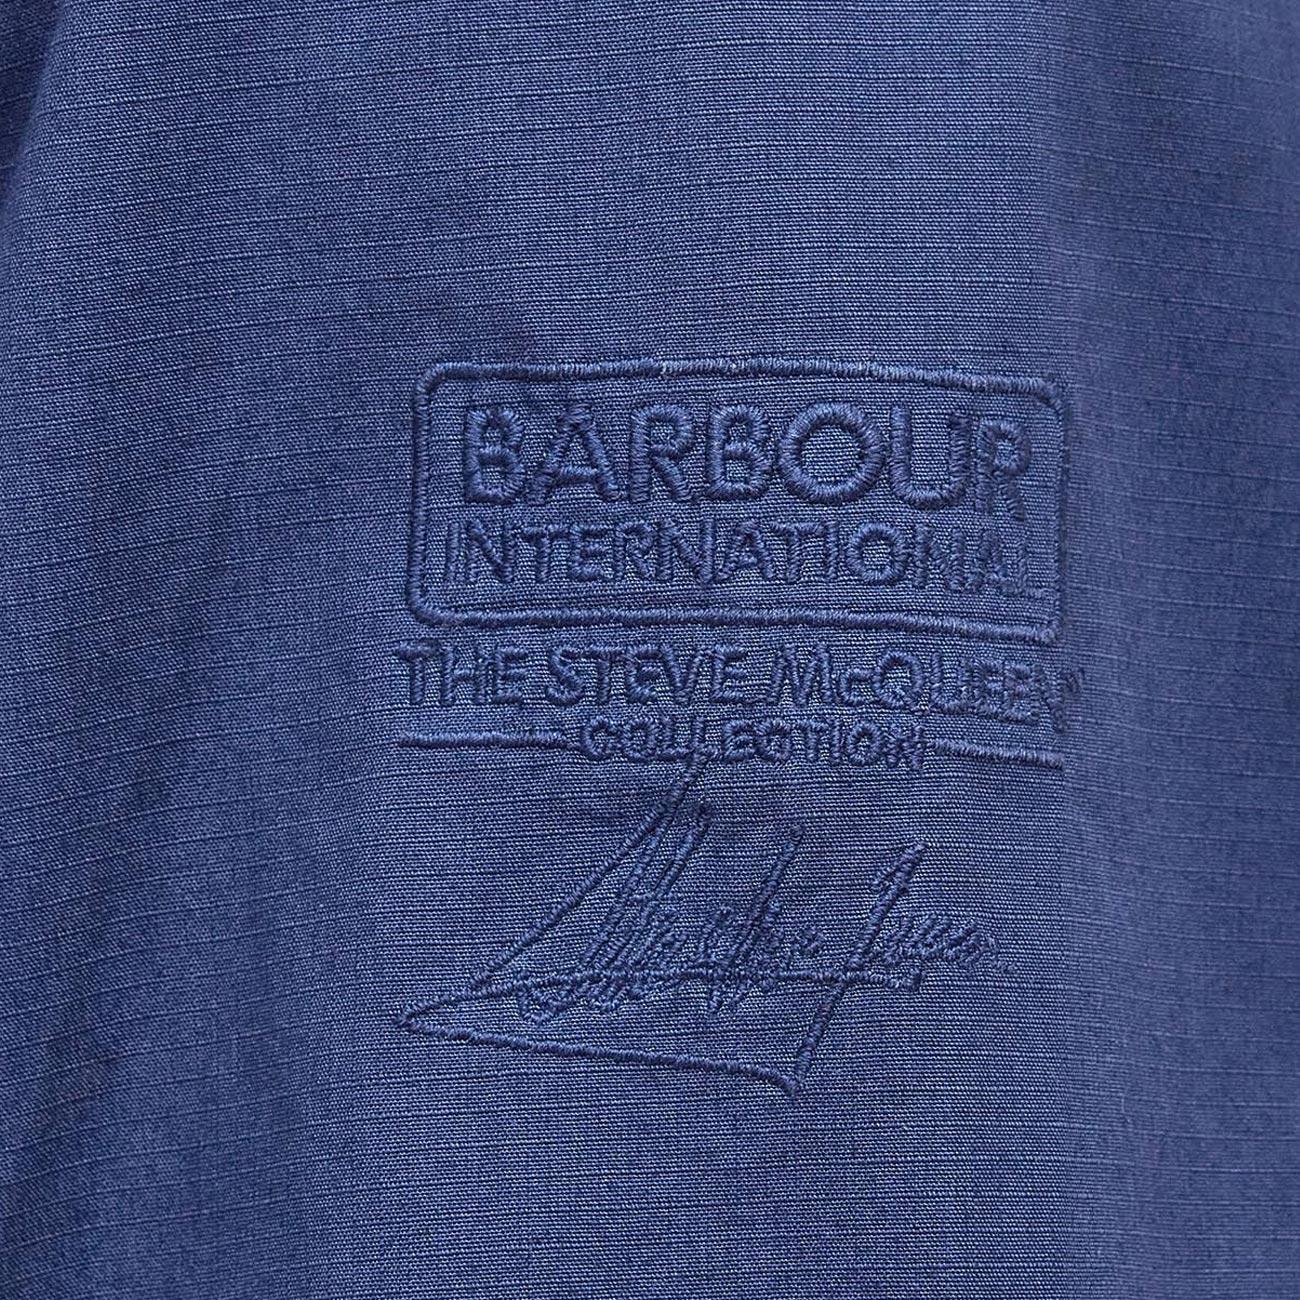 BARBOUR
INTERNATIONAL
THE STEVE McQUEEN
COLLECTION